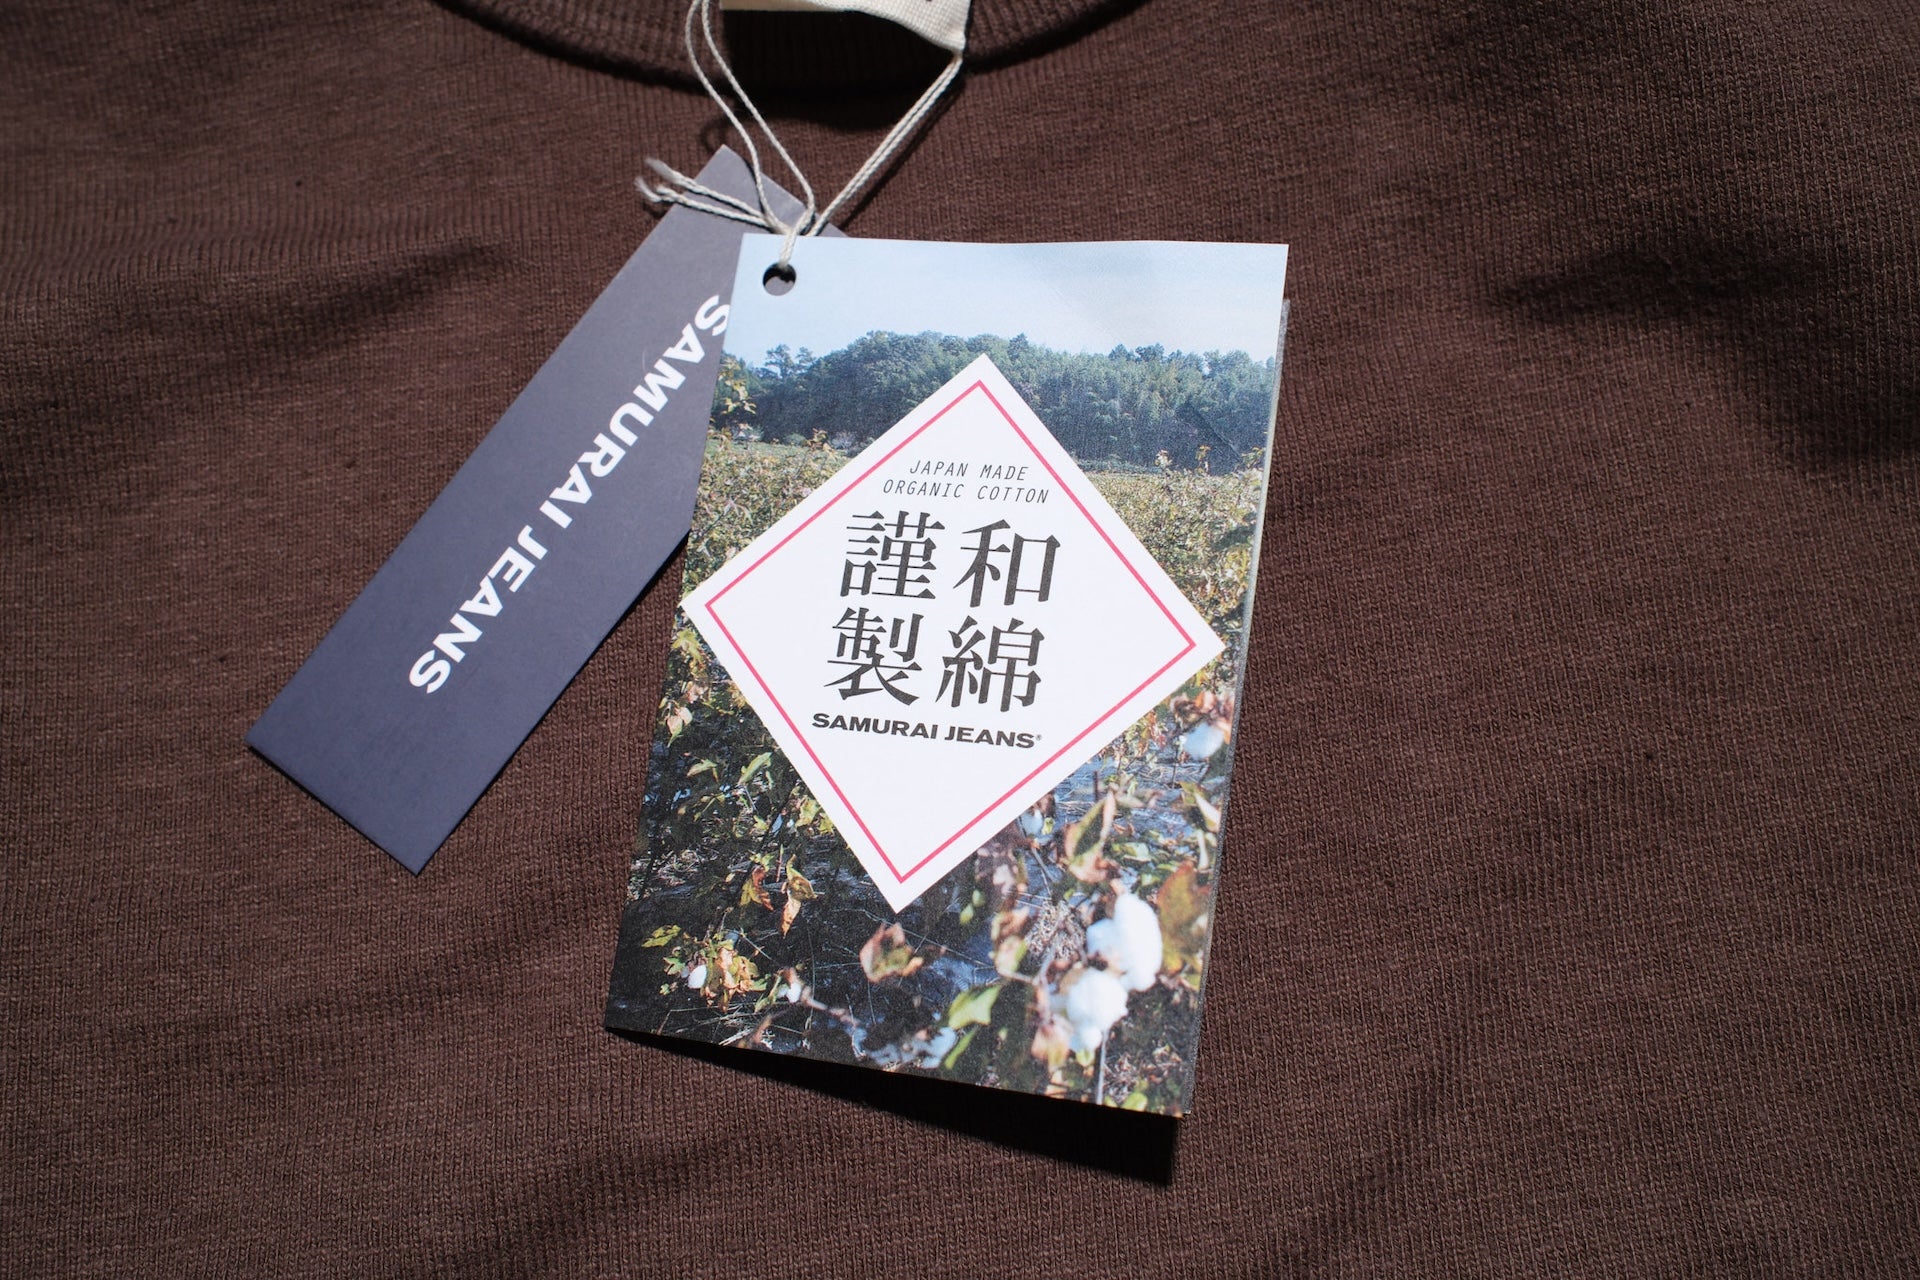 SAMURAI JEANS
JAPAN MADE
ORGANIC COTTON
和綿
謹製
SAMURAI JEANS®